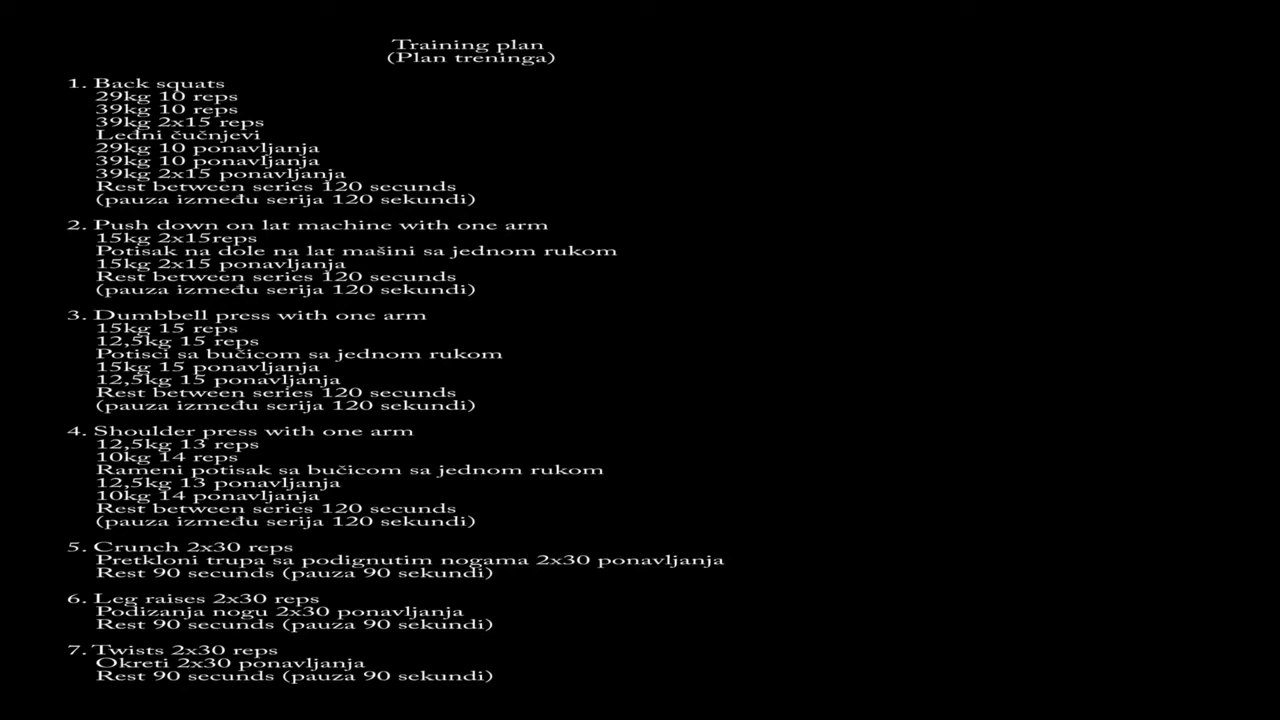 Training plan
(Plan treninga)
1. Back squats
29kg 10 reps
39kg 10 reps
39kg 2x15 reps
Leđni čučnjevi
29kg 10 ponavljanja
39kg 10 ponavljanja
39kg 2x15 ponavljanja
Rest between series 120 secunds
(pauza između serija 120 sekundi)
2. Push down on lat machine with one arm
15kg 2x15reps
Potisak na dole na lat mašini sa jednom rukom
15kg 2x15 ponavljanja
Rest between series 120 secunds
(pauza između serija 120 sekundi)
3. Dumbbell press with one arm
15kg 15 reps
12,5kg 15 reps
Potisci sa bučicom sa jednom rukom
15kg 15 ponavljanja
12,5kg 15 ponavljanja
Rest between series 120 secunds
(pauza između serija 120 sekundi)
4. Shoulder press with one arm
12,5kg 13 reps
10kg 14 reps
Rameni potisak sa bučicom sa jednom rukom
12,5kg 13 ponavljanja
10kg 14 ponavljanja
Rest between series 120 secunds
(pauza između serija 120 sekundi)
5. Crunch 2x30 reps
Pretkloni trupa sa podignutim nogama 2x30 ponavljanja
Rest 90 secunds (pauza 90 sekundi)
6. Leg raises 2x30 reps
Podizanja nogu 2x30 ponavljanja
Rest 90 secunds (pauza 90 sekundi)
7. Twists 2x30 reps
Okreti 2x30 ponavljanja
Rest 90 secunds (pauza 90 sekundi)